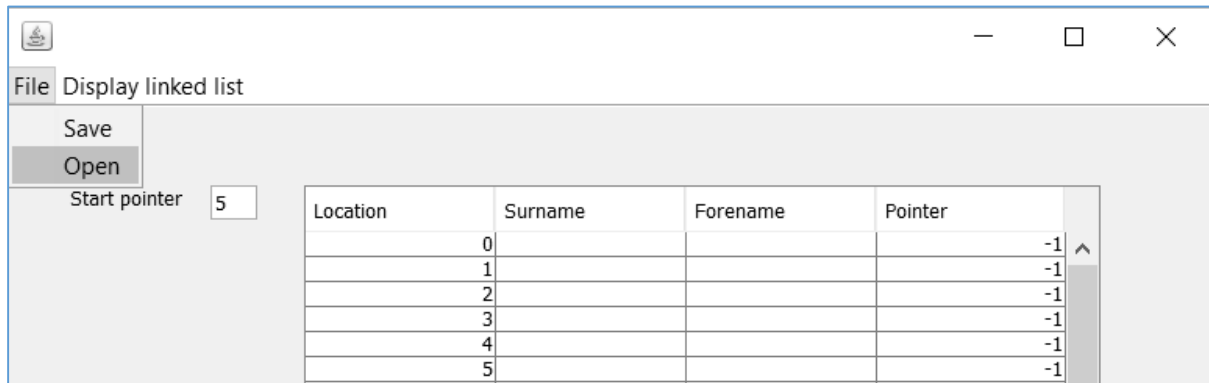 File Display linked list
Save
Open
Start pointer 5
Location Surname Forename Pointer
0 -1
1 -1
2 -1
3 -1
4 -1
5 -1